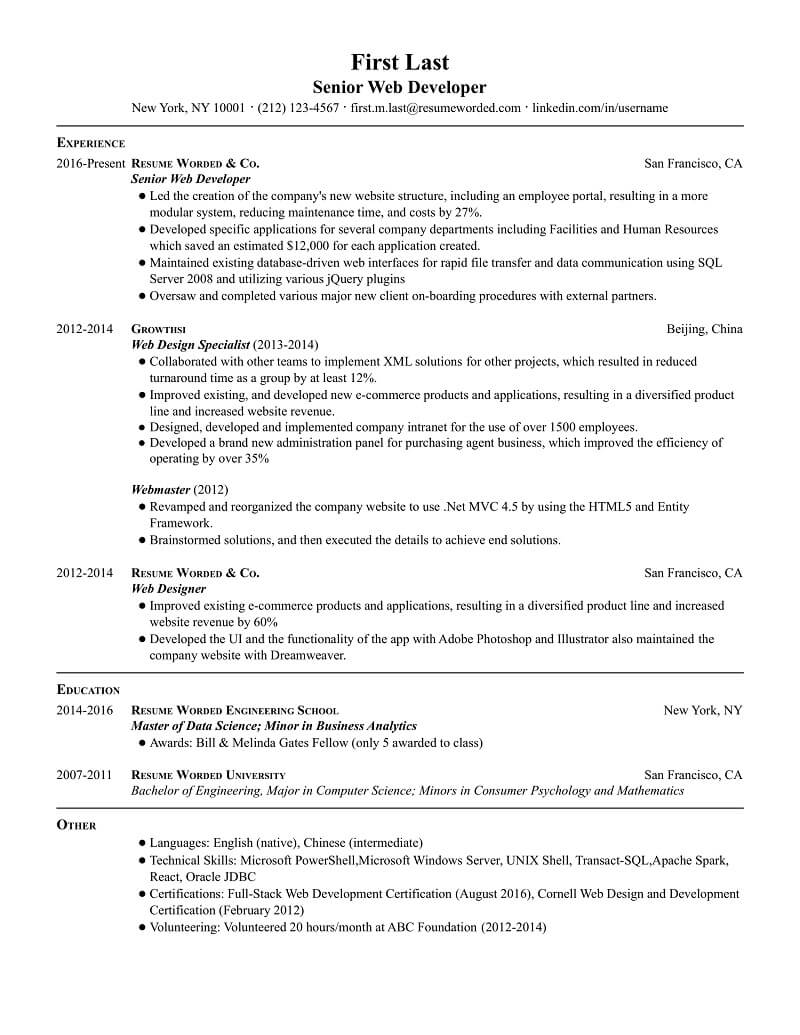 First Last
Senior Web Developer
New York, NY 10001 · (212) 123-4567 · first.m.last@resumeworded.com · linkedin.com/in/username
EXPERIENCE
2016-Present RESUME WORDED & CO. San Francisco, CA
Senior Web Developer
● Led the creation of the company's new website structure, including an employee portal, resulting in a more
modular system, reducing maintenance time, and costs by 27%.
● Developed specific applications for several company departments including Facilities and Human Resources
which saved an estimated $12,000 for each application created.
● Maintained existing database-driven web interfaces for rapid file transfer and data communication using SQL
Server 2008 and utilizing various jQuery plugins
● Oversaw and completed various major new client on-boarding procedures with external partners.
2012-2014 GROWTHSI Beijing, China
Web Design Specialist (2013-2014)
● Collaborated with other teams to implement XML solutions for other projects, which resulted in reduced
turnaround time as a group by at least 12%.
● Improved existing, and developed new e-commerce products and applications, resulting in a diversified product
line and increased website revenue.
● Designed, developed and implemented company intranet for the use of over 1500 employees.
● Developed a brand new administration panel for purchasing agent business, which improved the efficiency of
operating by over 35%
Webmaster (2012)
● Revamped and reorganized the company website to use .Net MVC 4.5 by using the HTML5 and Entity
Framework.
● Brainstormed solutions, and then executed the details to achieve end solutions.
2012-2014 RESUME WORDED & CO. San Francisco, CA
Web Designer
● Improved existing e-commerce products and applications, resulting in a diversified product line and increased
website revenue by 60%
● Developed the UI and the functionality of the app with Adobe Photoshop and Illustrator also maintained the
company website with Dreamweaver.
EDUCATION
2014-2016 RESUME WORDED ENGINEERING SCHOOL New York, NY
Master of Data Science; Minor in Business Analytics
● Awards: Bill & Melinda Gates Fellow (only 5 awarded to class)
2007-2011 RESUME WORDED UNIVERSITY San Francisco, CA
Bachelor of Engineering, Major in Computer Science; Minors in Consumer Psychology and Mathematics
OTHER
● Languages: English (native), Chinese (intermediate)
● Technical Skills: Microsoft PowerShell,Microsoft Windows Server, UNIX Shell, Transact-SQL,Apache Spark,
React, Oracle JDBC
● Certifications: Full-Stack Web Development Certification (August 2016), Cornell Web Design and Development
Certification (February 2012)
● Volunteering: Volunteered 20 hours/month at ABC Foundation (2012-2014)